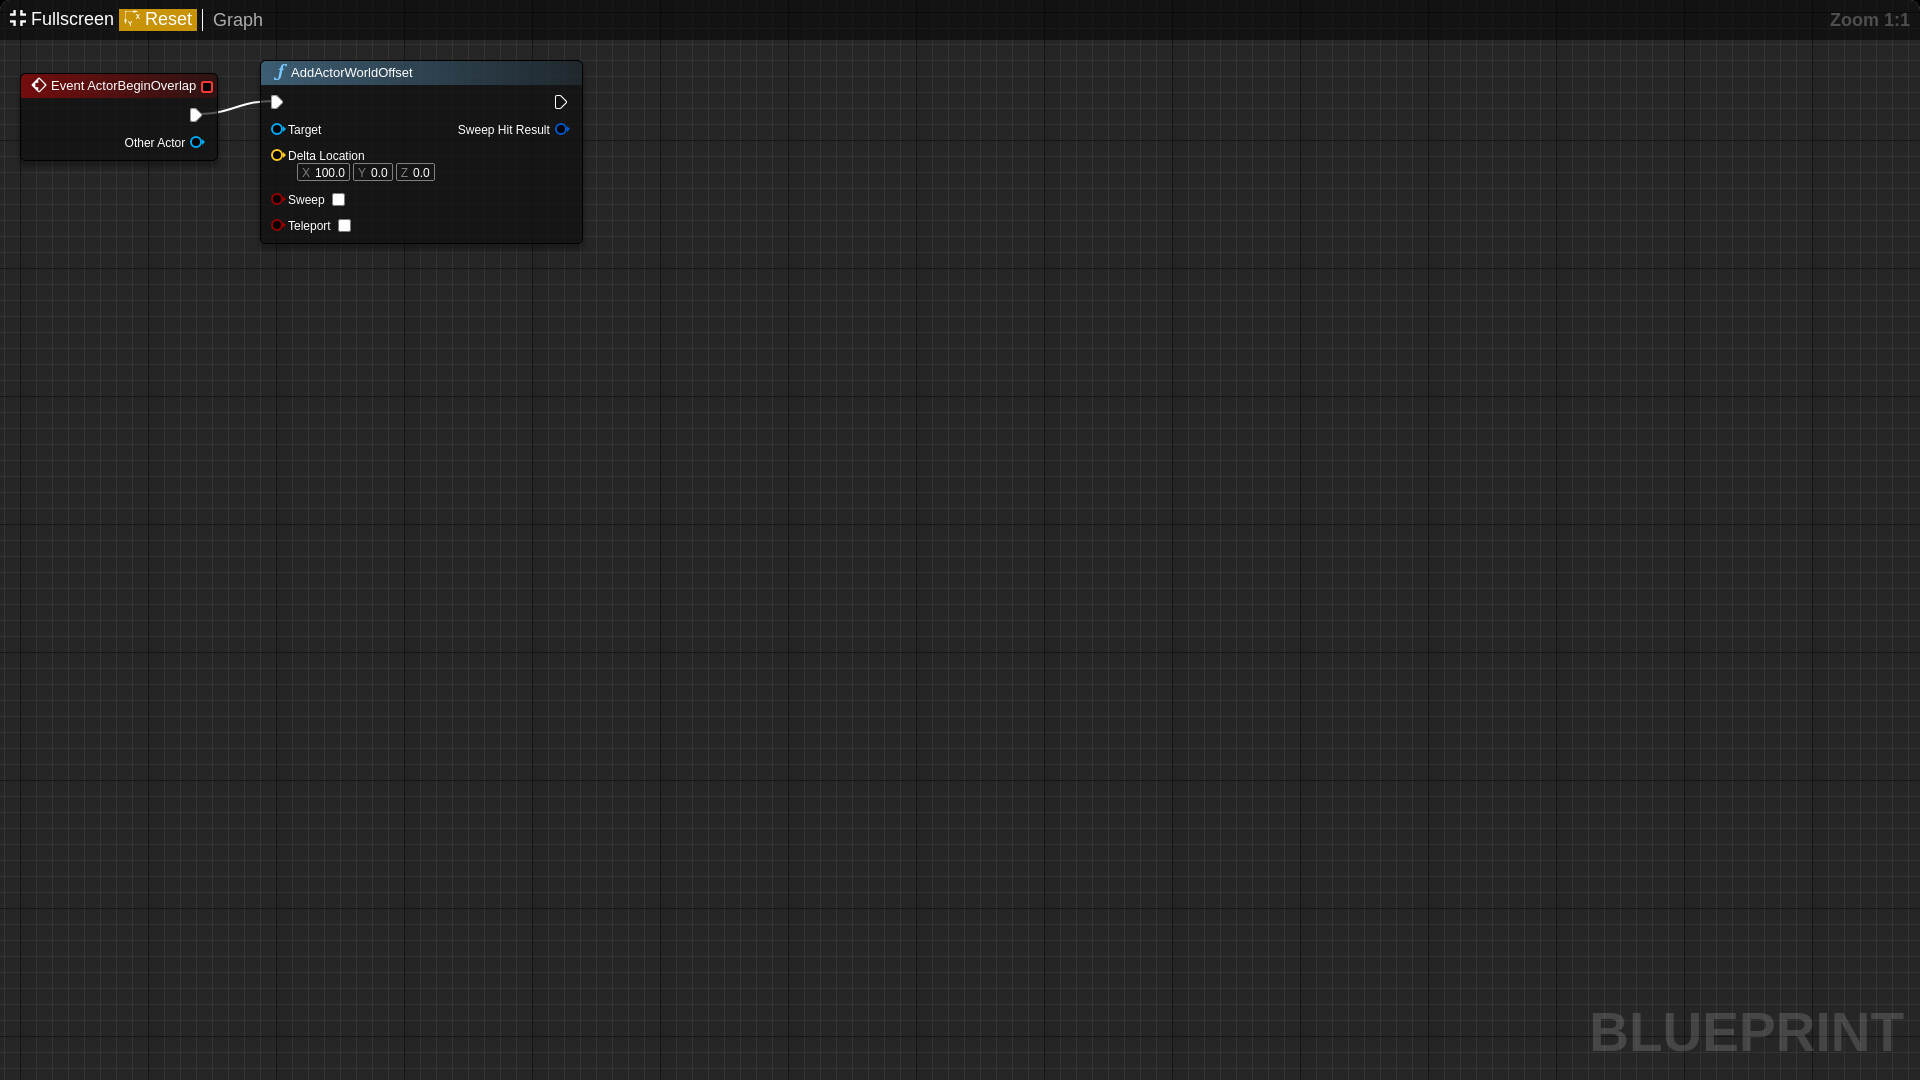 Fullscreen Reset Graph Zoom 1:1
Event ActorBeginOverlap
Other Actor
AddActorWorldOffset
Target Sweep Hit Result
Delta Location
X 100.0 Y 0.0 Z 0.0
Sweep
Teleport
BLUEPRINT